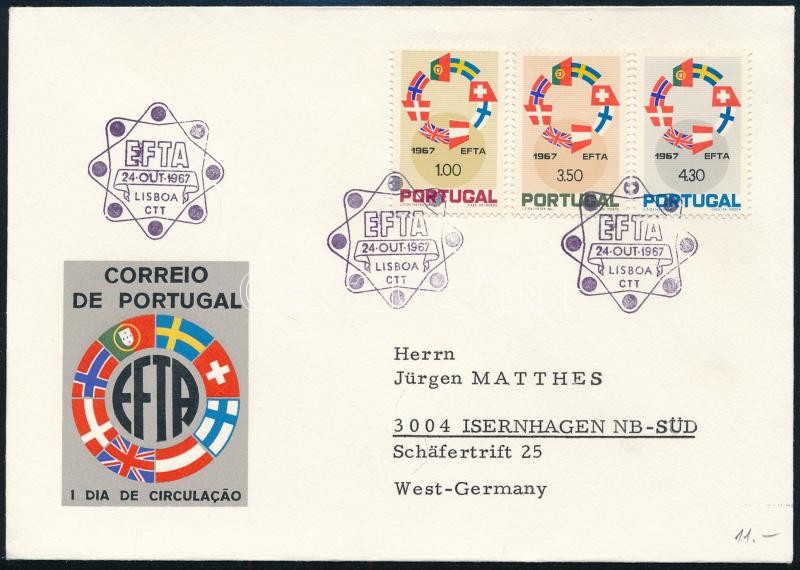 1967 EFTA
1.00
PORTUGAL
1967 EFTA
3.50
PORTUGAL
1967 EFTA
4.30
PORTUGAL
EFTA
24·OUT·1967
LISBOA
CTT
EFTA
24·OUT·1967
LISBOA
CTT
EFTA
24·OUT·1967
LISBOA
CTT
CORREIO
DE PORTUGAL
EFTA
1 DIA DE CIRCULAÇÃO
Herrn
Jürgen MATTHES
3004 ISERNHAGEN NB-SÜD
Schäfertrift 25
West-Germany
11.–